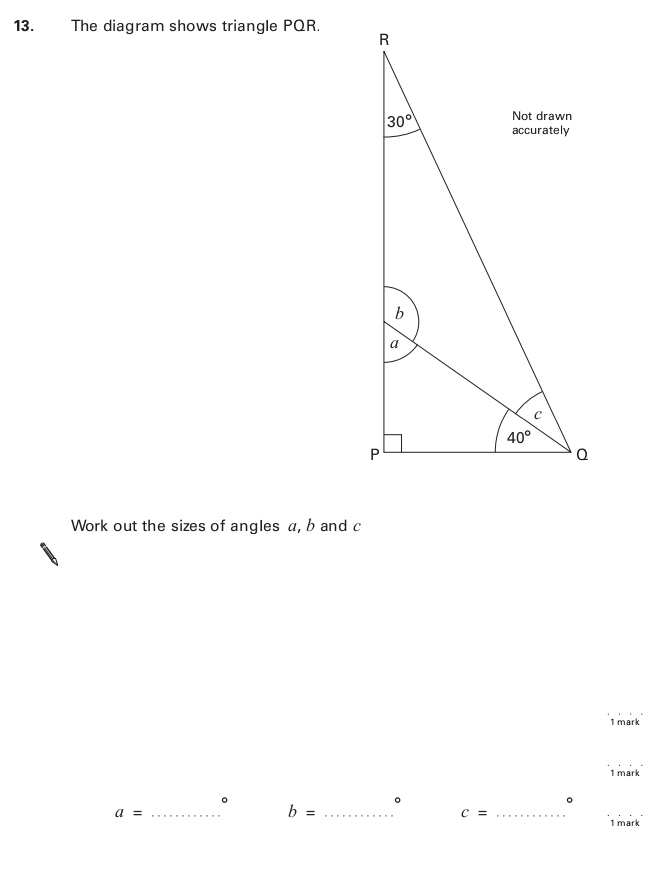 13. The diagram shows triangle PQR.
R
30°
Not drawn
accurately
b
a
c
40°
P
Q
Work out the sizes of angles a, b and c
. . . .
1 mark
. . . .
1 mark
a = ............° b = ............° c = ............°
. . . .
1 mark